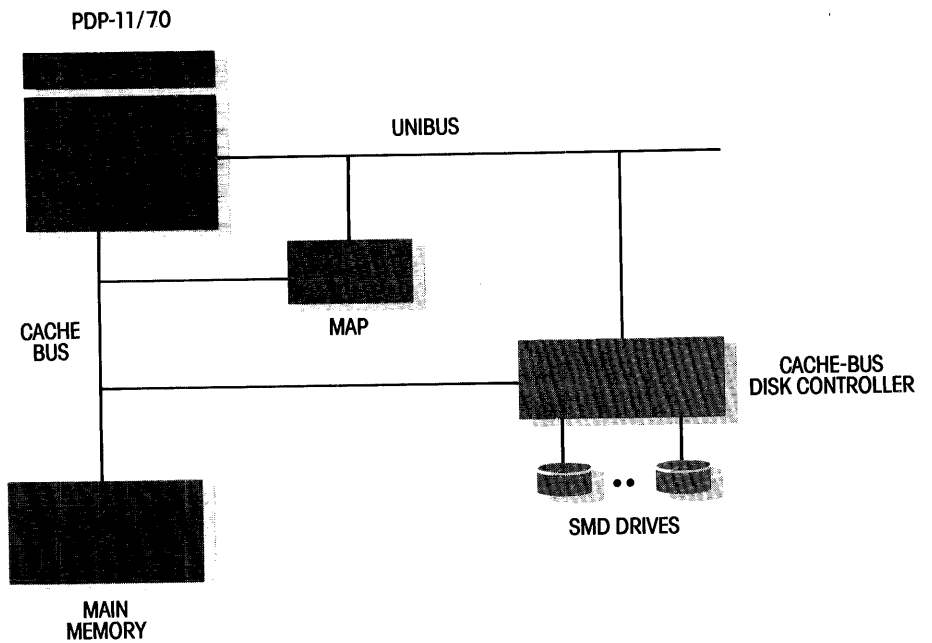 PDP-11/70
UNIBUS
MAP
CACHE
BUS
CACHE-BUS
DISK CONTROLLER
SMD DRIVES
MAIN
MEMORY